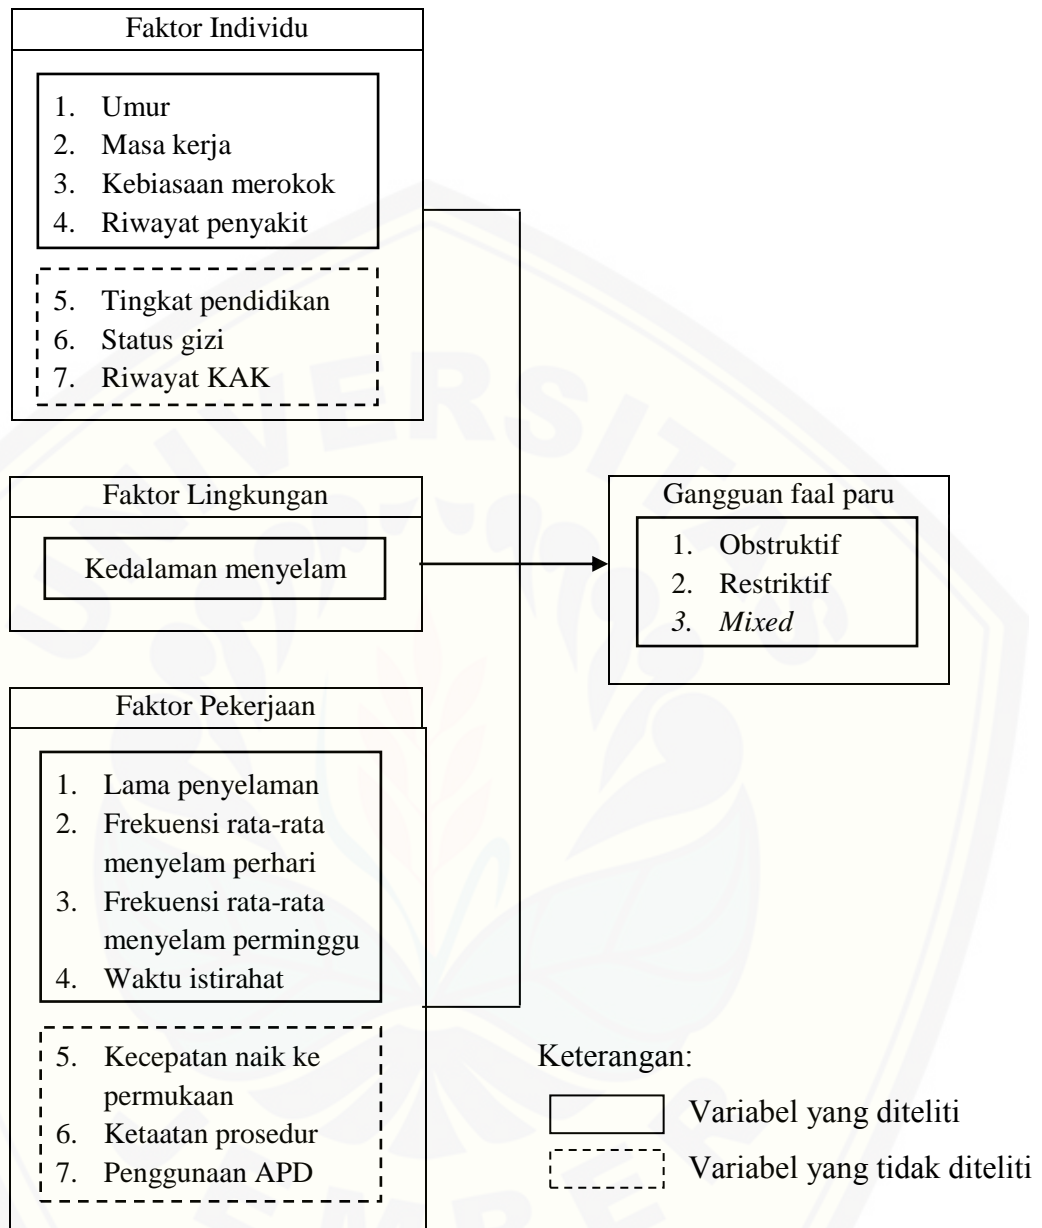 Faktor Individu
1. Umur
2. Masa kerja
3. Kebiasaan merokok
4. Riwayat penyakit
5. Tingkat pendidikan
6. Status gizi
7. Riwayat KAK
Faktor Lingkungan
Kedalaman menyelam
Faktor Pekerjaan
1. Lama penyelaman
2. Frekuensi rata-rata
menyelam perhari
3. Frekuensi rata-rata
menyelam perminggu
4. Waktu istirahat
5. Kecepatan naik ke
permukaan
6. Ketaatan prosedur
7. Penggunaan APD
Gangguan faal paru
1. Obstruktif
2. Restriktif
3. Mixed
Keterangan:
Variabel yang diteliti
Variabel yang tidak diteliti
UNIVERSITAS